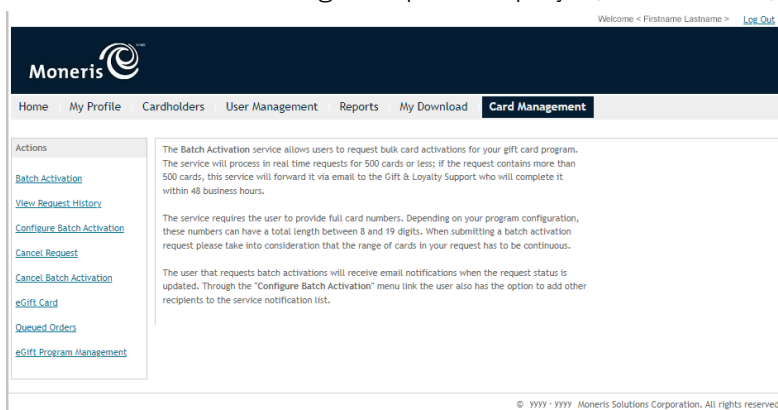 Welcome < Firstname Lastname > Log Out
Moneris
Home My Profile Cardholders User Management Reports My Download Card Management
Actions
Batch Activation
View Request History
Configure Batch Activation
Cancel Request
Cancel Batch Activation
eGift Card
Queued Orders
eGift Program Management
The Batch Activation service allows users to request bulk card activations for your gift card program.
The service will process in real time requests for 500 cards or less; if the request contains more than
500 cards, this service will forward it via email to the Gift & Loyalty Support who will complete it
within 48 business hours.
The service requires the user to provide full card numbers. Depending on your program configuration,
these numbers can have a total length between 8 and 19 digits. When submitting a batch activation
request please take into consideration that the range of cards in your request has to be continuous.
The user that requests batch activations will receive email notifications when the request status is
updated. Through the "Configure Batch Activation" menu link the user also has the option to add other
recipients to the service notification list.
© yyyy - yyyy Moneris Solutions Corporation. All rights reserved